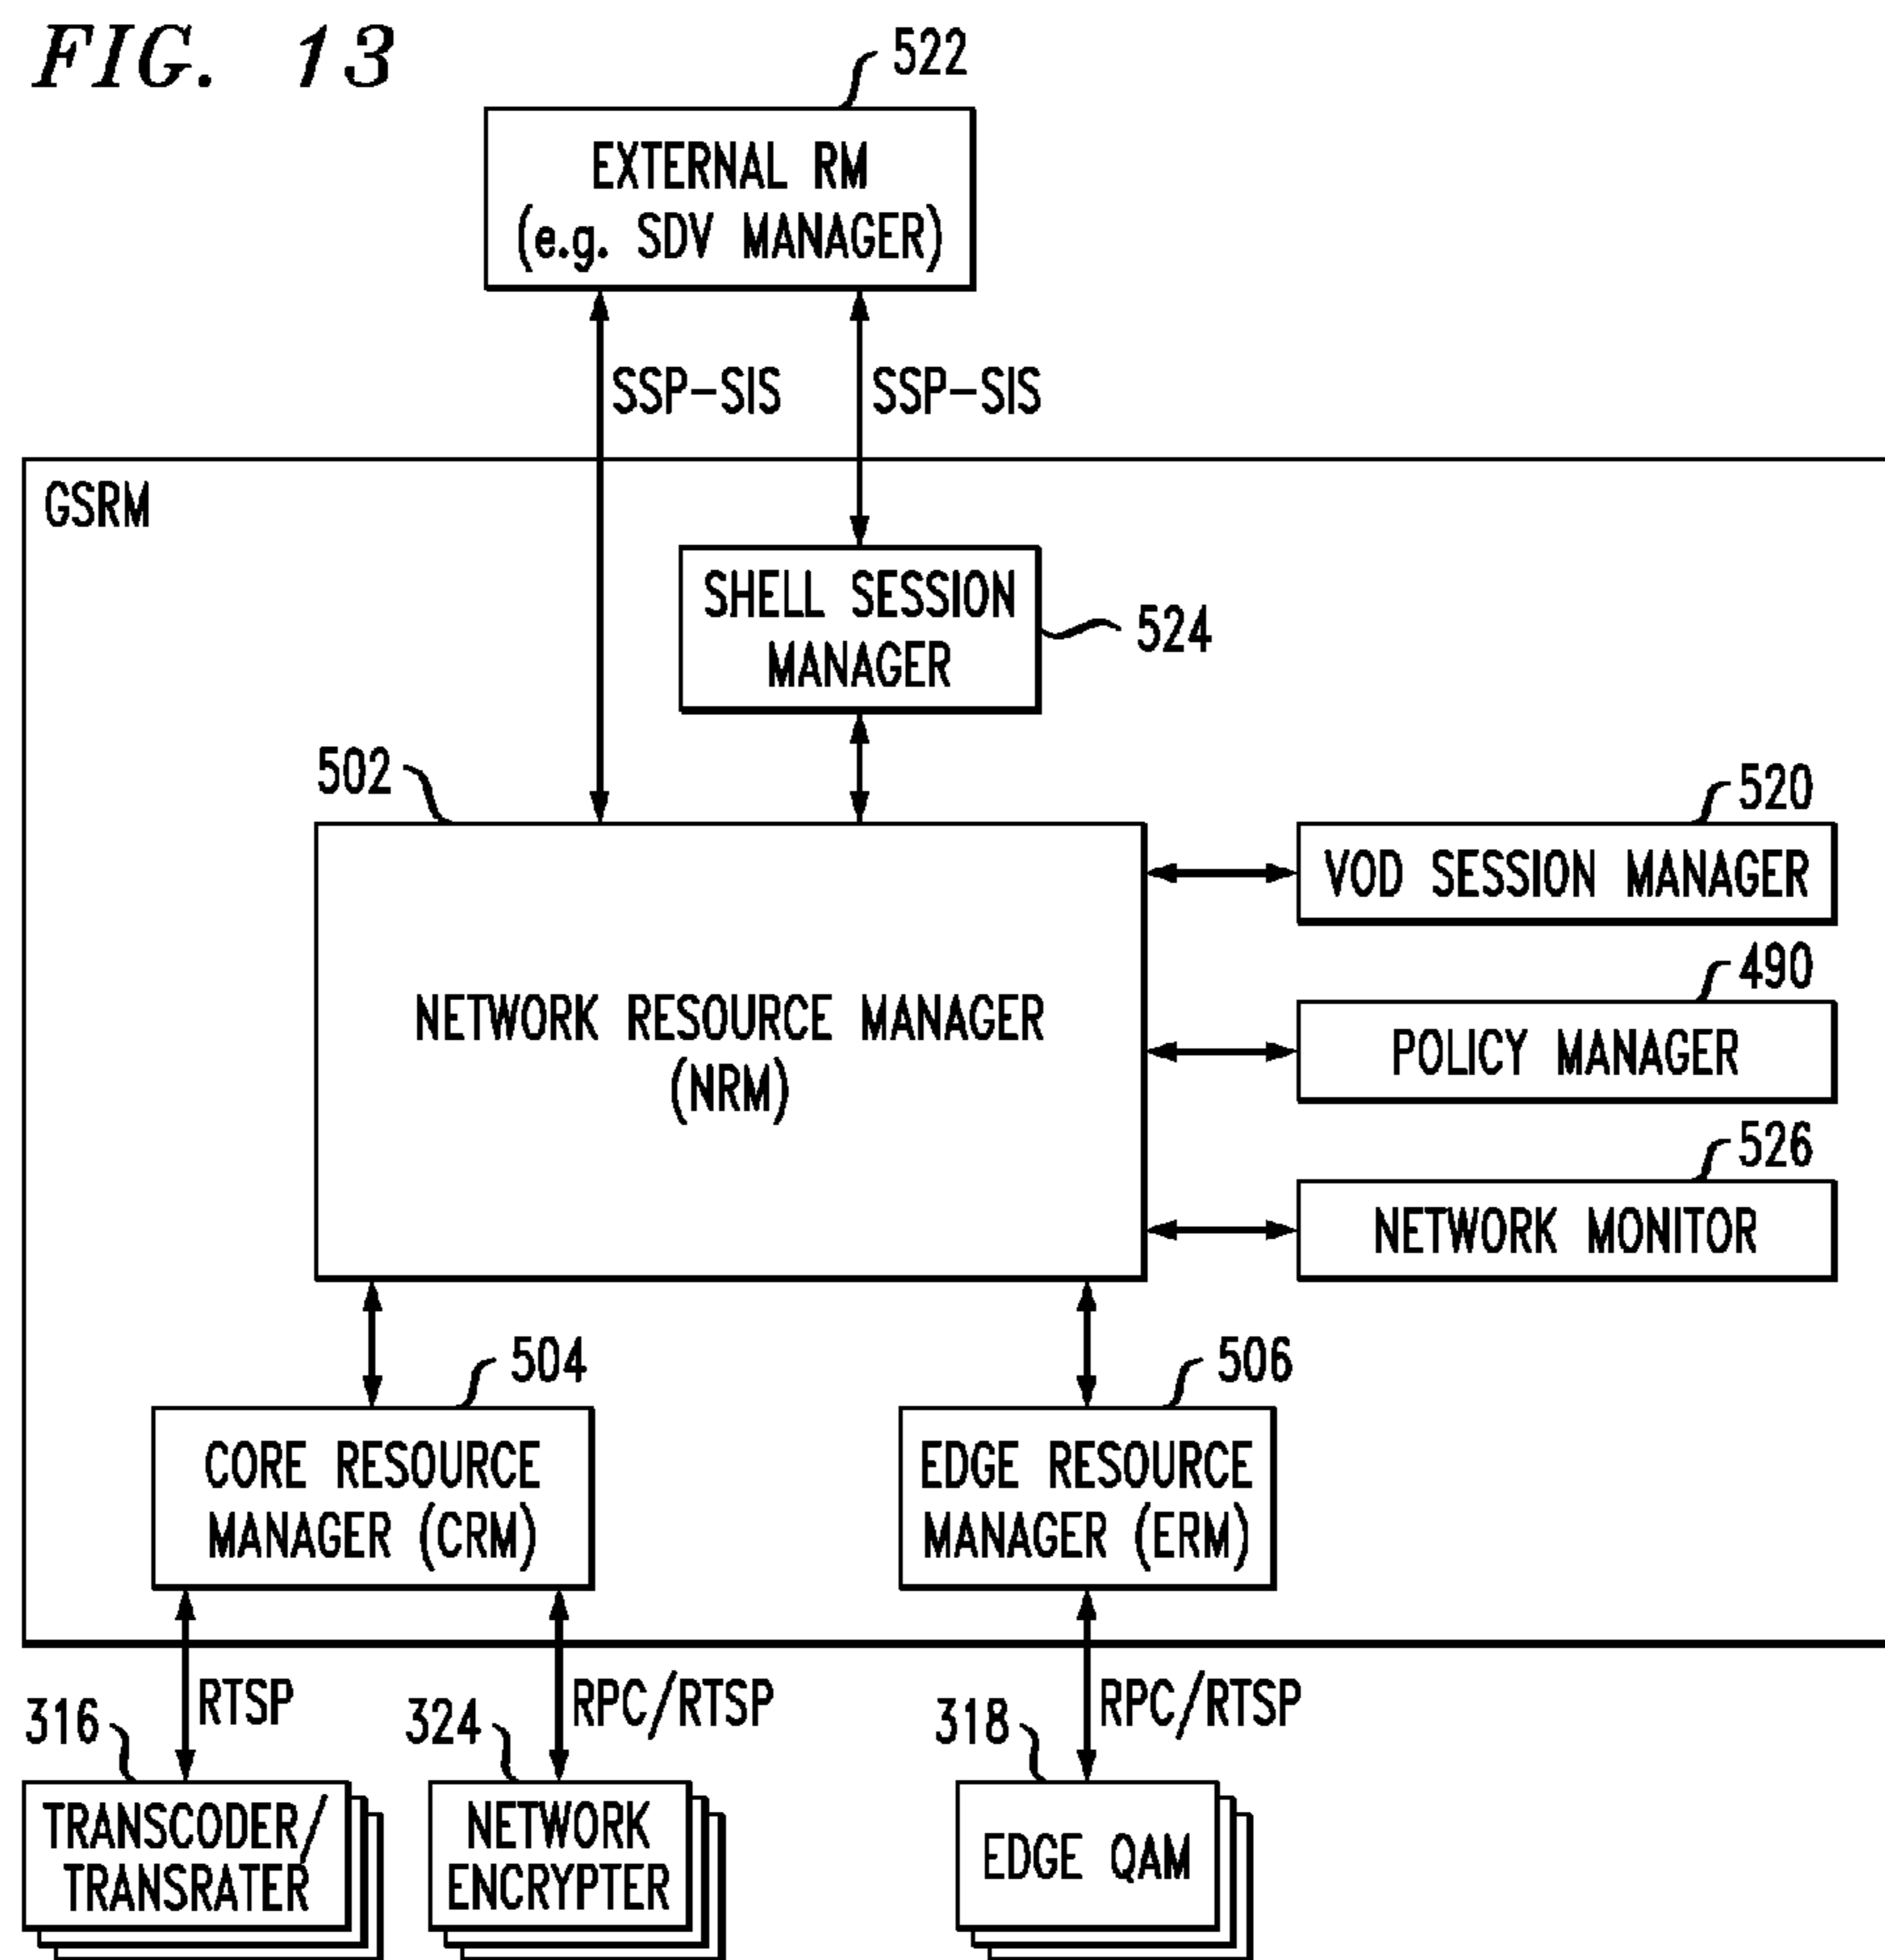 FIG. 13
522
EXTERNAL RM
(e.g. SDV MANAGER)
SSP-SIS
SSP-SIS
GSRM
SHELL SESSION
MANAGER
524
502
520
VOD SESSION MANAGER
490
NETWORK RESOURCE MANAGER
(NRM)
POLICY MANAGER
526
NETWORK MONITOR
504
506
CORE RESOURCE
MANAGER (CRM)
EDGE RESOURCE
MANAGER (ERM)
316
RTSP
324
RPC/RTSP
318
RPC/RTSP
TRANSCODER/
TRANSRATER
NETWORK
ENCRYPTER
EDGE QAM